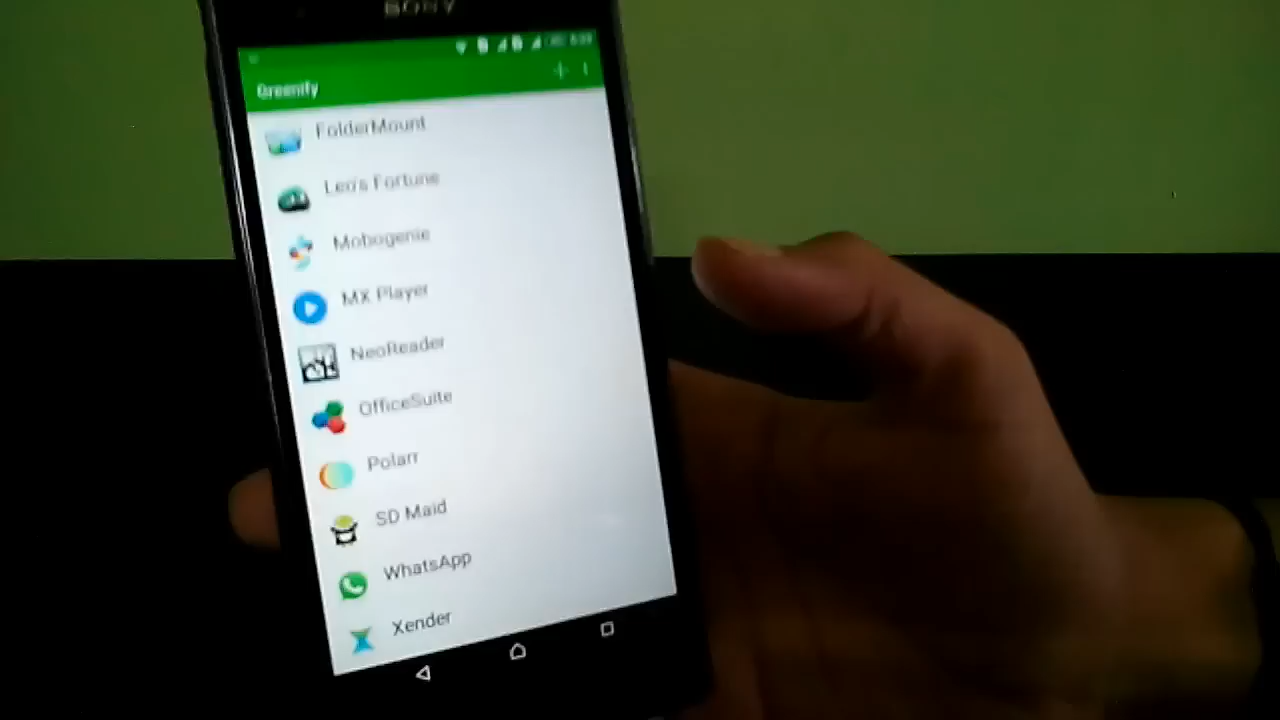 SONY
Greenify
FolderMount
Leo's Fortune
Mobogenie
MX Player
NeoReader
OfficeSuite
Polarr
SD Maid
WhatsApp
Xender